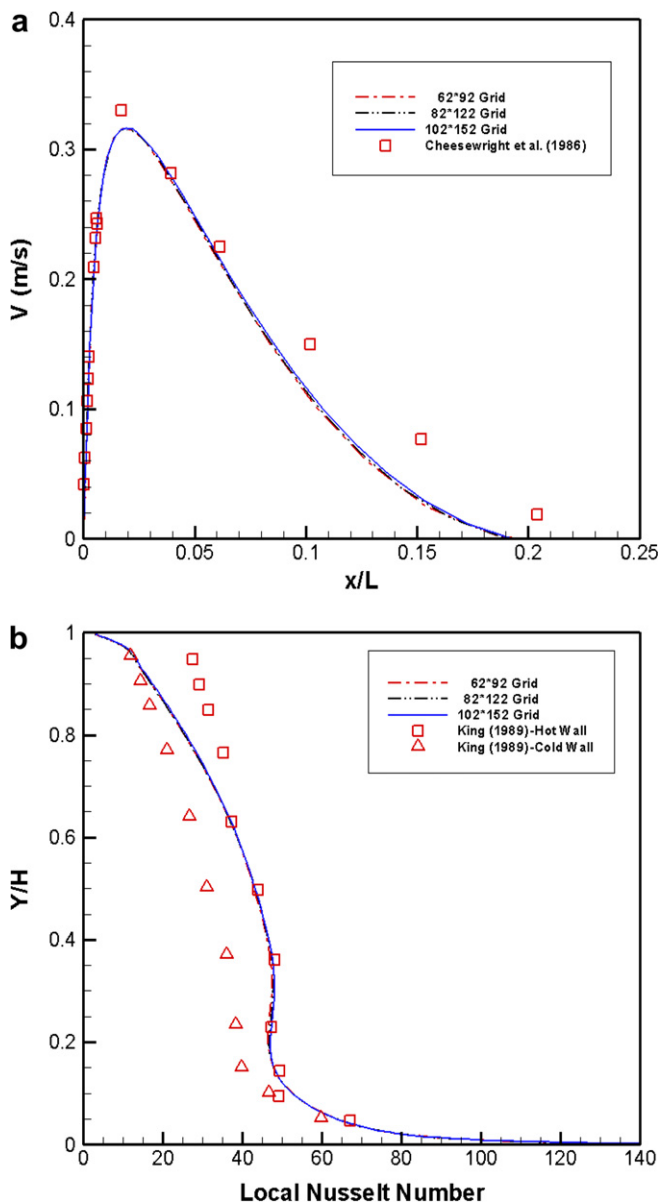 a
0.4
0.3
0.2
0.1
0
V (m/s)
62*92 Grid
82*122 Grid
102*152 Grid
Cheesewright et al. (1986)
0
0.05
0.1
0.15
0.2
0.25
x/L
b
1
0.8
0.6
0.4
0.2
0
Y/H
62*92 Grid
82*122 Grid
102*152 Grid
King (1989)-Hot Wall
King (1989)-Cold Wall
0
20
40
60
80
100
120
140
Local Nusselt Number